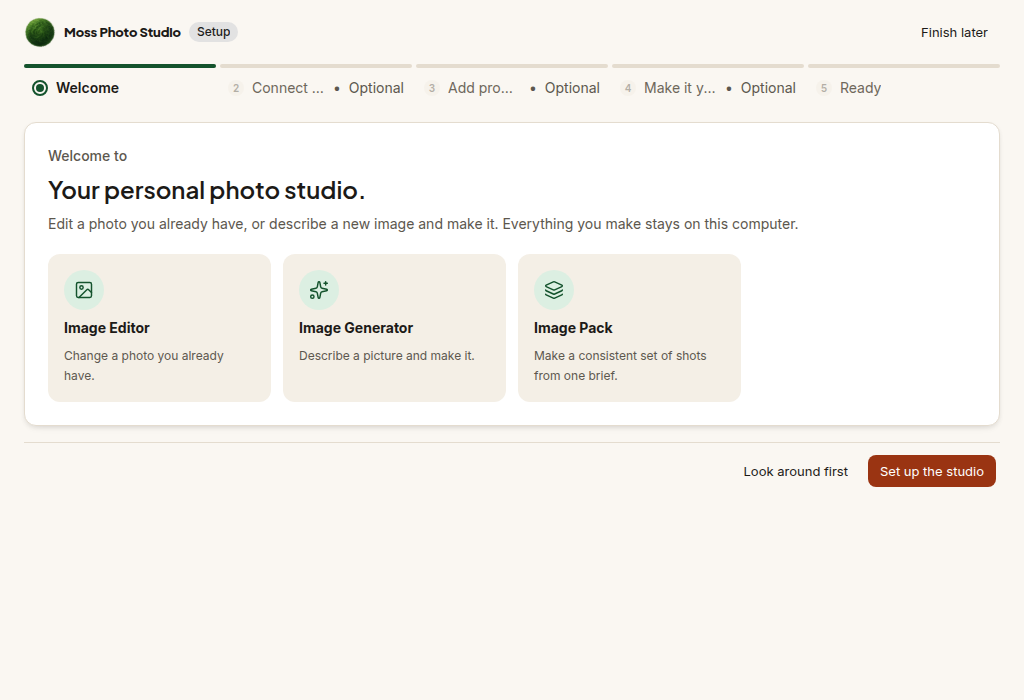 Moss Photo Studio Setup Finish later
Welcome 2 Connect ... • Optional 3 Add pro... • Optional 4 Make it y... • Optional 5 Ready
Welcome to
Your personal photo studio.
Edit a photo you already have, or describe a new image and make it. Everything you make stays on this computer.
Image Editor
Change a photo you already
have.
Image Generator
Describe a picture and make it.
Image Pack
Make a consistent set of shots
from one brief.
Look around first Set up the studio